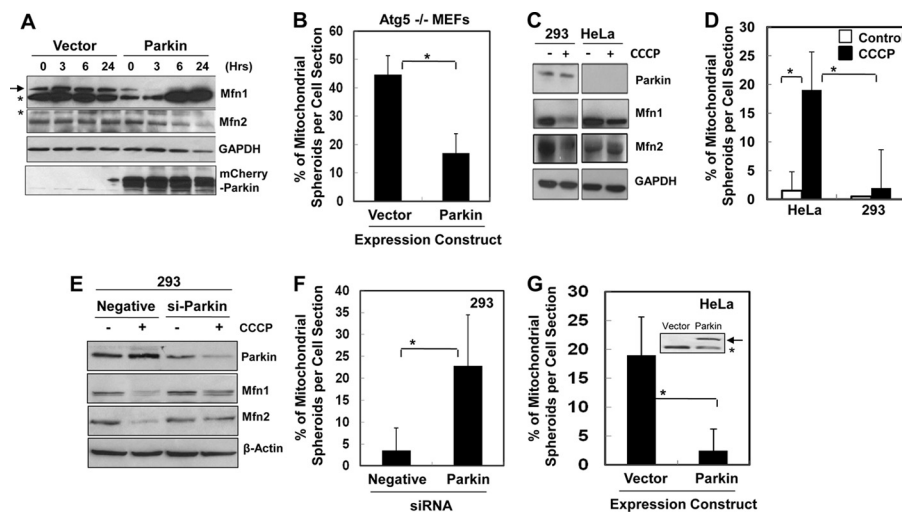 A
Vector Parkin
0 3 6 24 0 3 6 24 (Hrs)
Mfn1
*
*
Mfn2
GAPDH
mCherry
-Parkin
B
Atg5 -/- MEFs
% of Mitochondrial
Spheroids per Cell Section
60
50
40
30
20
10
0
*
Vector Parkin
Expression Construct
C
293 HeLa
- + - + CCCP
Parkin
Mfn1
Mfn2
GAPDH
D
Control
CCCP
% of Mitochondrial
Spheroids per Cell Section
30
25
20
15
10
5
0
* *
HeLa 293
E
293
Negative si-Parkin
- + - + CCCP
Parkin
Mfn1
Mfn2
β-Actin
F
293
% of Mitochondrial
Spheroids per Cell Section
40
35
30
25
20
15
10
5
0
*
Negative Parkin
siRNA
G
HeLa
Vector Parkin
*
% of Mitochondrial
Spheroids per Cell Section
30
25
20
15
10
5
0
*
Vector Parkin
Expression Construct